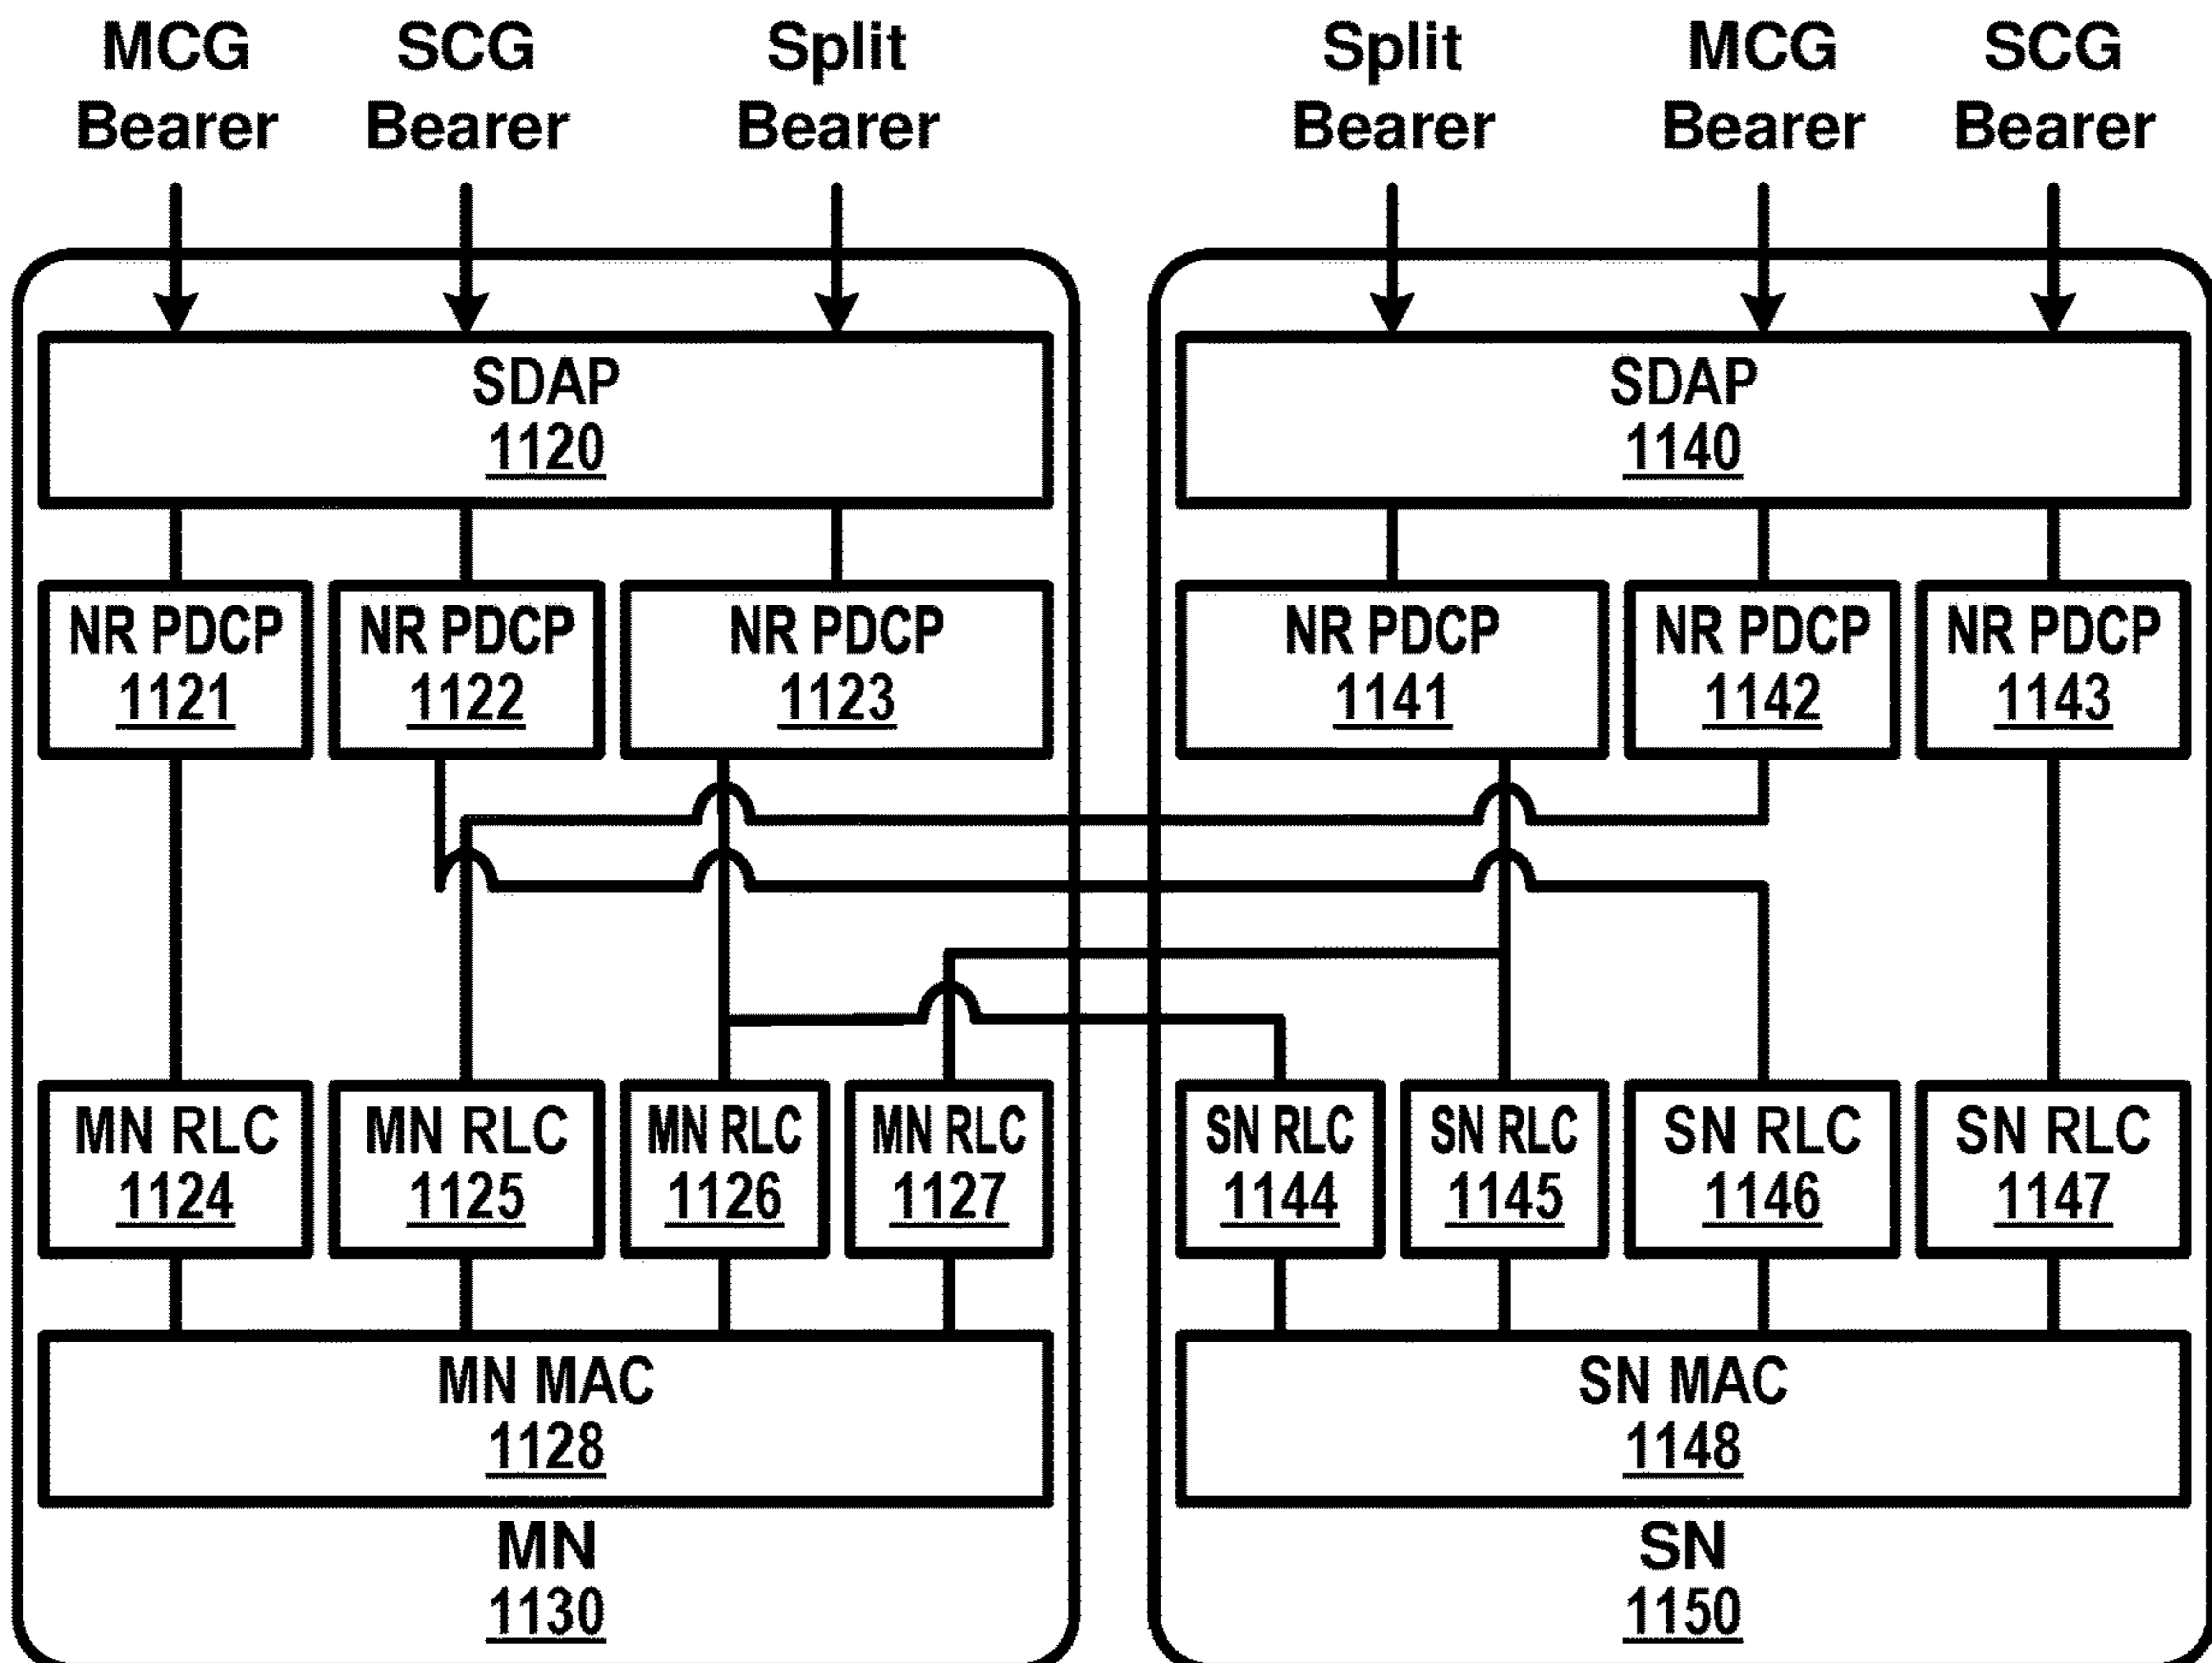 MCG
Bearer
SCG
Bearer
Split
Bearer
Split
Bearer
MCG
Bearer
SCG
Bearer
SDAP
1120
SDAP
1140
NR PDCP
1121
NR PDCP
1122
NR PDCP
1123
NR PDCP
1141
NR PDCP
1142
NR PDCP
1143
MN RLC
1124
MN RLC
1125
MN RLC
1126
MN RLC
1127
SN RLC
1144
SN RLC
1145
SN RLC
1146
SN RLC
1147
MN MAC
1128
SN MAC
1148
MN
1130
SN
1150